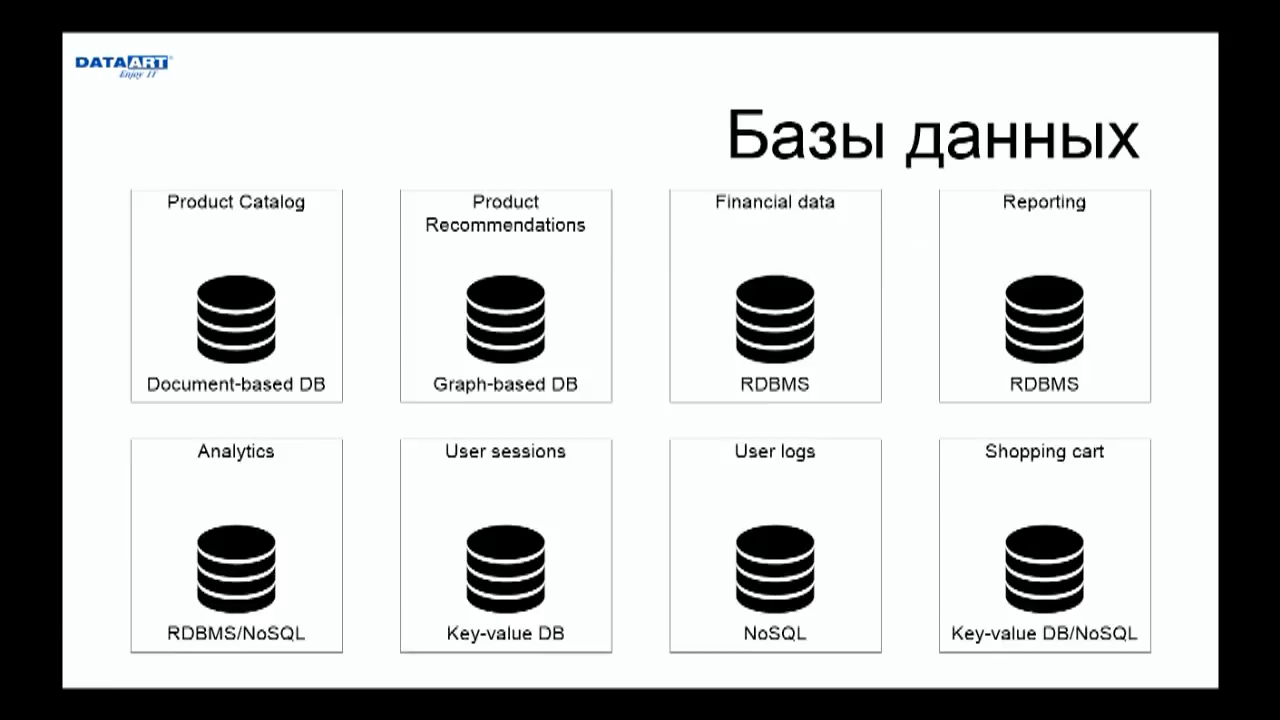 DATAART
Enjoy IT
Базы данных
Product Catalog
Document-based DB
Product
Recommendations
Graph-based DB
Financial data
RDBMS
Reporting
RDBMS
Analytics
RDBMS/NoSQL
User sessions
Key-value DB
User logs
NoSQL
Shopping cart
Key-value DB/NoSQL